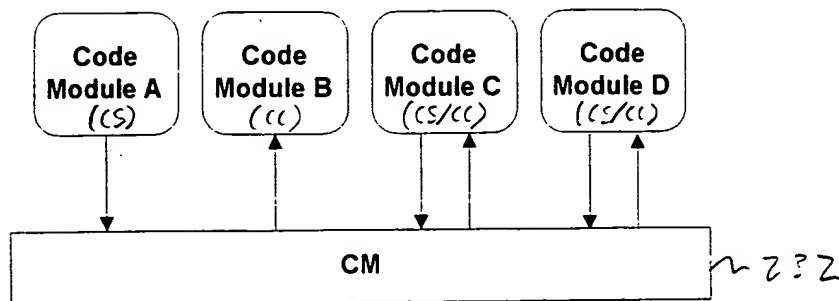 Code Module A (CS)
Code Module B (CC)
Code Module C (CS/CC)
Code Module D (CS/CC)
CM
232